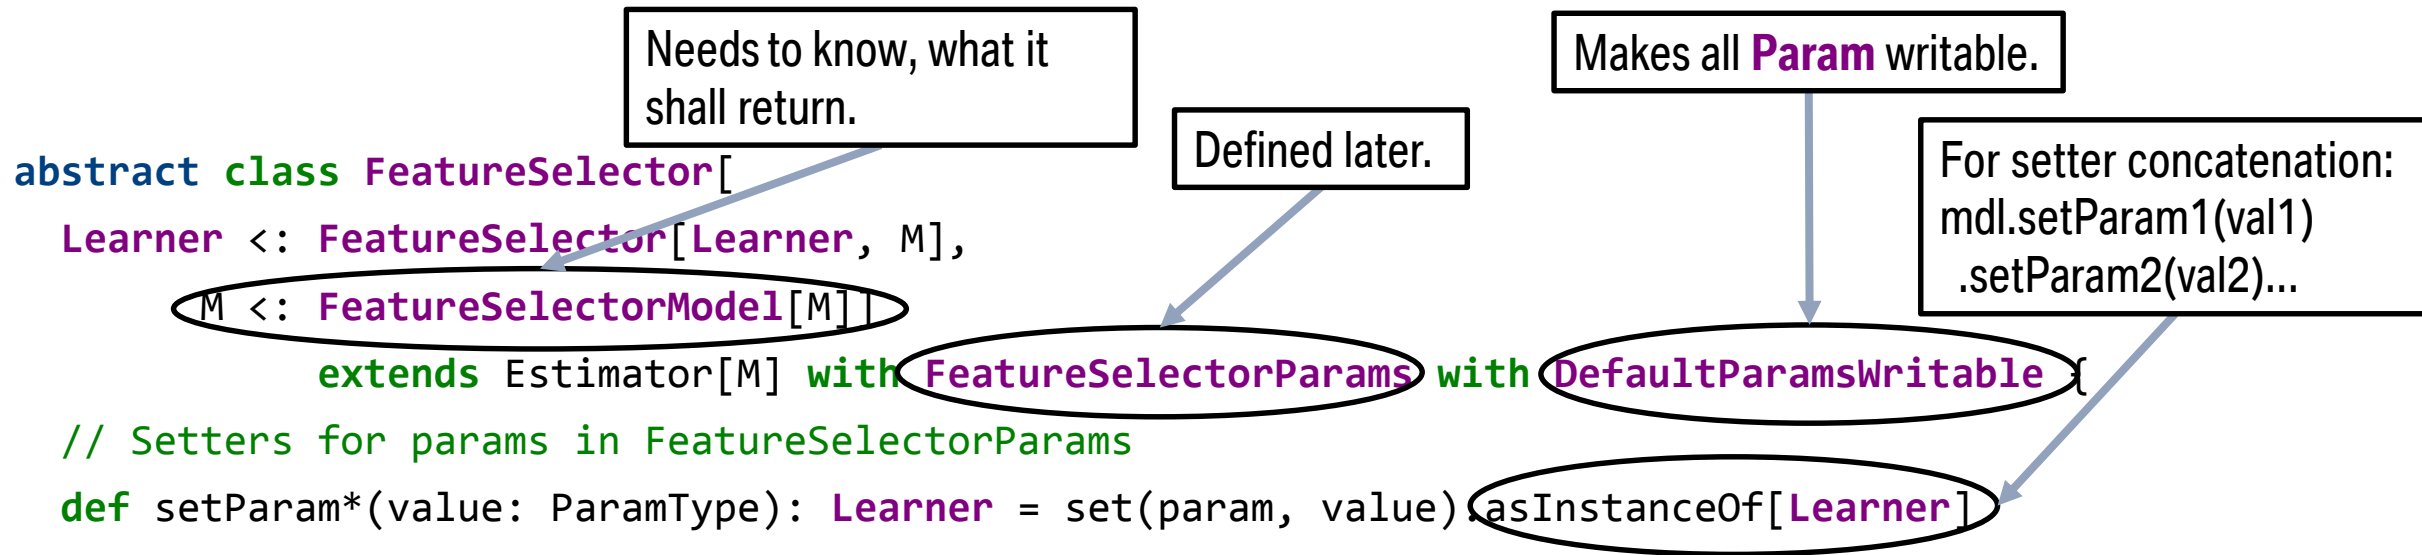 Needs to know, what it
shall return.
Makes all Param writable.
Defined later.
For setter concatenation:
mdl.setParam1(val1)
.setParam2(val2)...
abstract class FeatureSelector[
Learner <: FeatureSelector[Learner, M],
M <: FeatureSelectorModel[M]]
extends Estimator[M] with FeatureSelectorParams with DefaultParamsWritable {
// Setters for params in FeatureSelectorParams
def setParam*(value: ParamType): Learner = set(param, value).asInstanceOf[Learner]